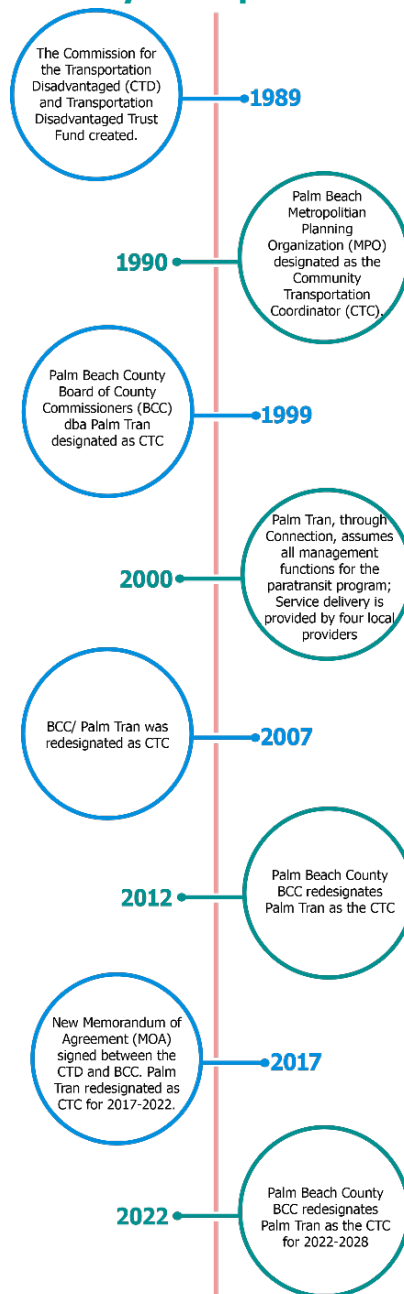 The Commission for
the Transportation
Disadvantaged (CTD)
and Transportation
Disadvantaged Trust
Fund created.
1989
Palm Beach
Metropolitian
Planning
Organization (MPO)
designated as the
Community
Transportation
Coordinator (CTC).
1990
Palm Beach County
Board of County
Commissioners (BCC)
dba Palm Tran
designated as CTC
1999
Palm Tran, through
Connection, assumes
all management
functions for the
paratransit program;
Service delivery is
provided by four local
providers
2000
BCC/ Palm Tran was
redesignated as CTC
2007
Palm Beach County
BCC redesignates
Palm Tran as the CTC
2012
New Memorandum of
Agreement (MOA)
signed between the
CTD and BCC. Palm
Tran redesignated as
CTC for 2017-2022.
2017
Palm Beach County
BCC redesignates
Palm Tran as the CTC
for 2022-2028
2022